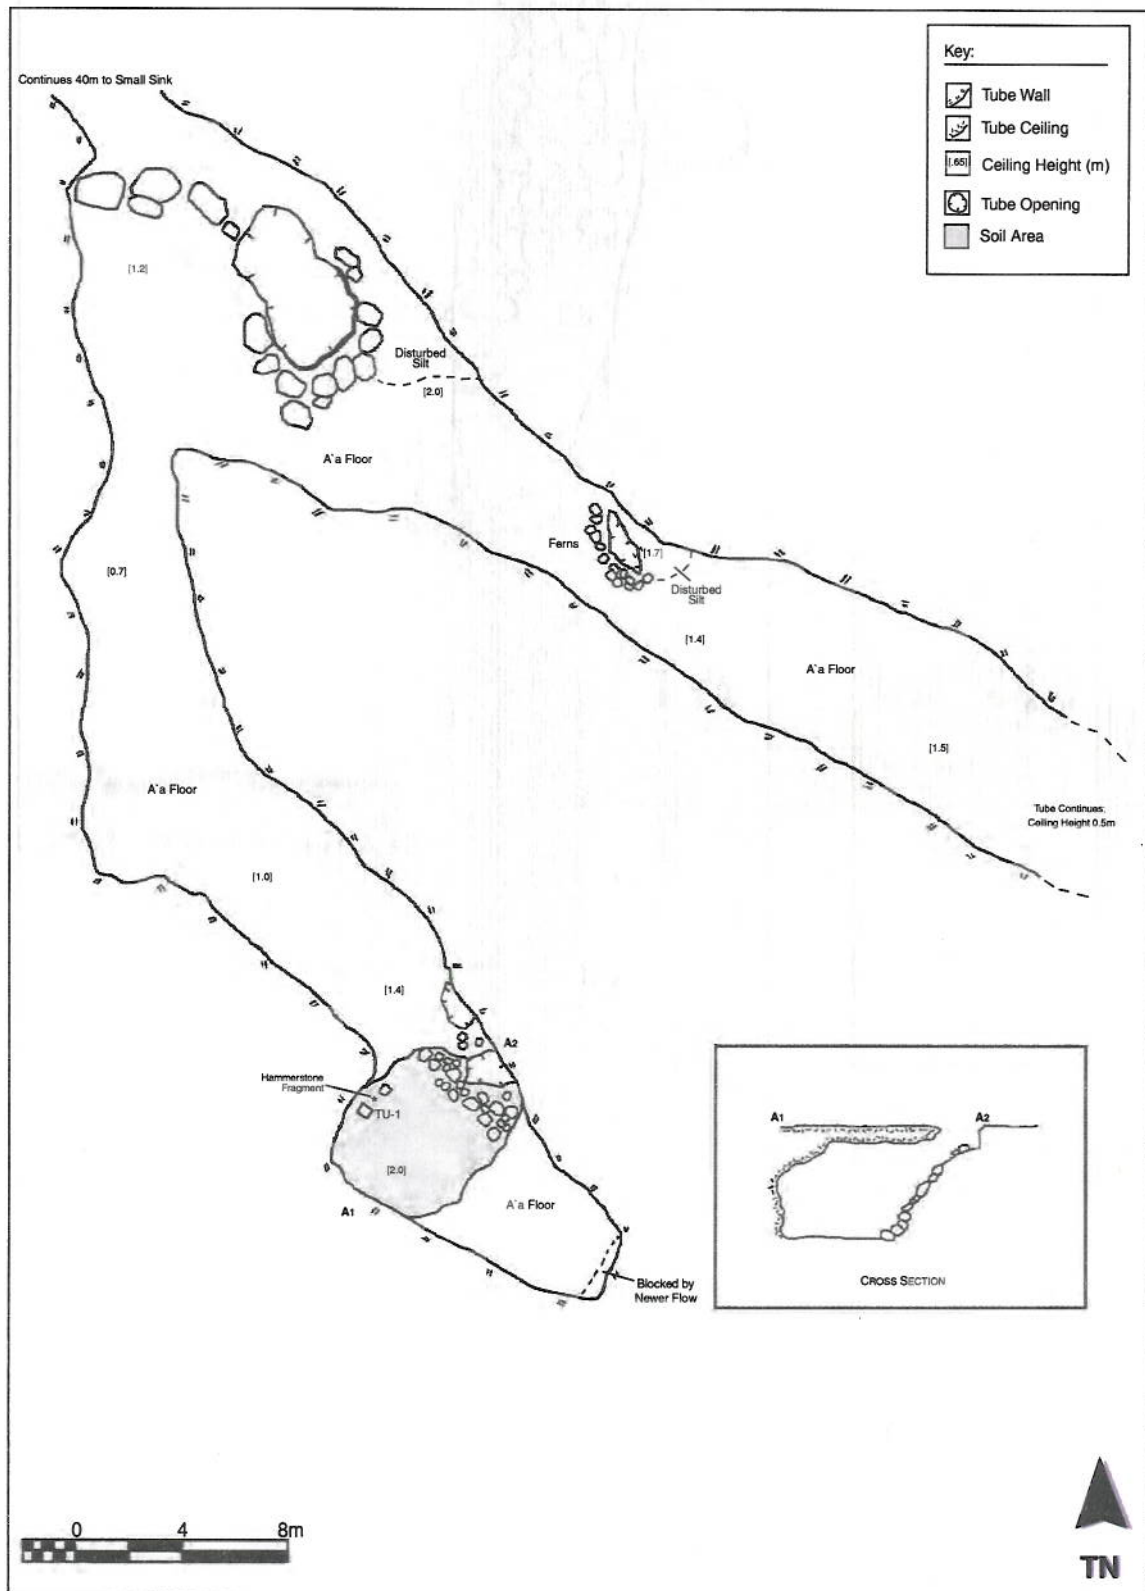 Key:
Tube Wall
Tube Ceiling
[.65] Ceiling Height (m)
Tube Opening
Soil Area
Continues 40m to Small Sink
[1.2]
Disturbed
Silt
[2.0]
A`a Floor
Ferns
[1.7]
Disturbed
Silt
[0.7]
[1.4]
A`a Floor
[1.5]
A`a Floor
Tube Continues;
Ceiling Height 0.5m
[1.0]
[1.4]
A2
Hammerstone
Fragment
TU-1
[2.0]
A1
A`a Floor
Blocked by
Newer Flow
A1
A2
CROSS SECTION
0 4 8m
TN